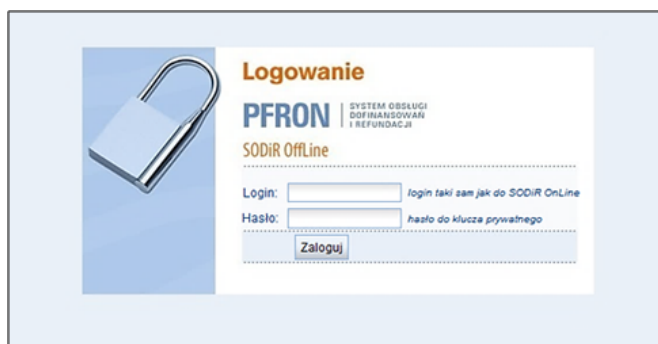 Logowanie
PFRON
SYSTEM OBSŁUGI
DOFINANSOWAŃ
I REFUNDACJI
SODiR OffLine
Login: login taki sam jak do SODiR OnLine
Hasło: hasło do klucza prywatnego
Zaloguj